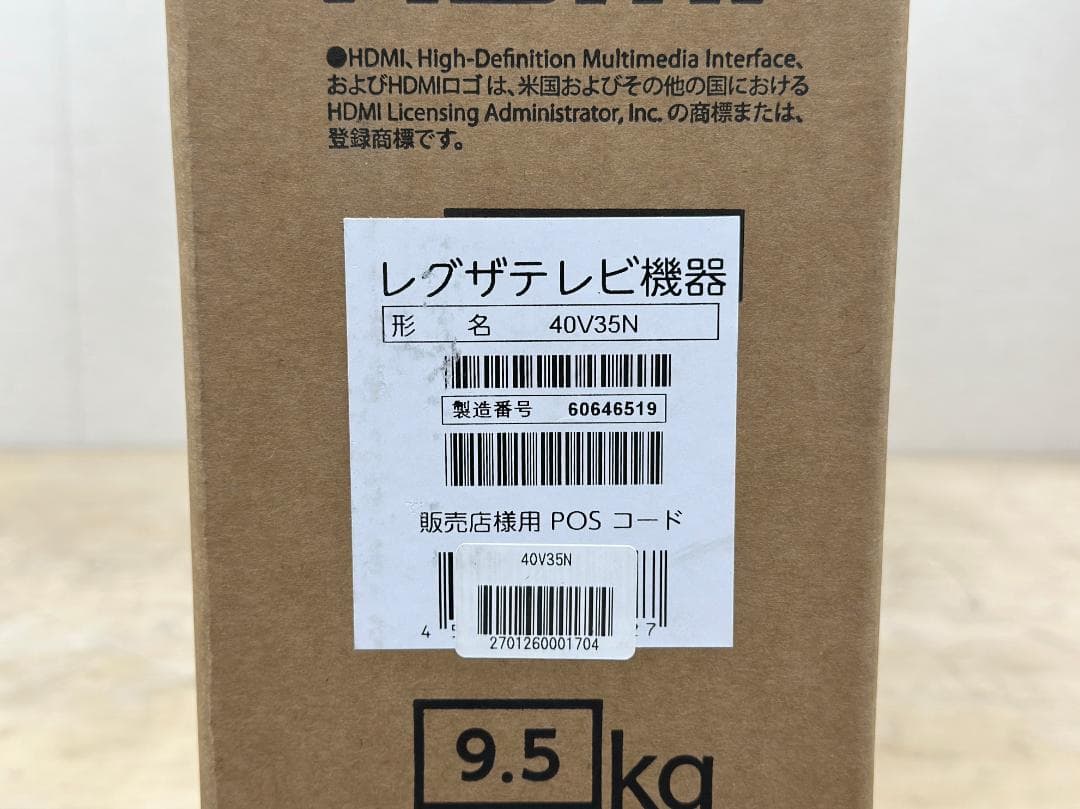 ●HDMI、High-Definition Multimedia Interface、
およびHDMIロゴ は、米国およびその他の国における
HDMI Licensing Administrator, Inc. の商標または、
登録商標です。
レグザテレビ機器
形 名 40V35N
製造番号 60646519
販売店様用 POS コード
40V35N
4 27
2701260001704
9.5 kg